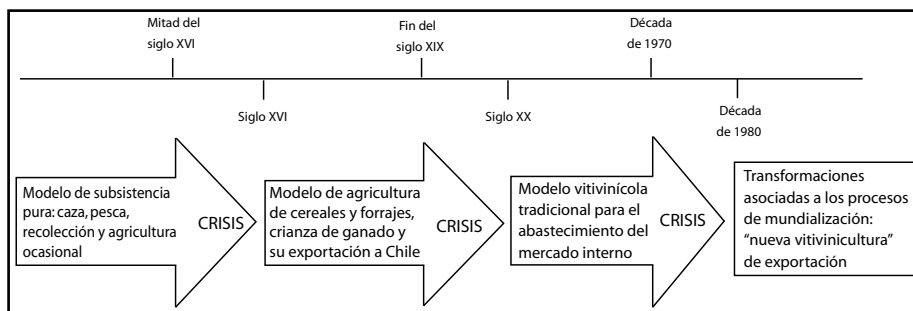 Mitad del
siglo XVI
Fin del
siglo XIX
Década
de 1970
Siglo XVI
Siglo XX
Década
de 1980
Modelo de subsistencia
pura: caza, pesca,
recolección y agricultura
ocasional
CRISIS
Modelo de agricultura
de cereales y forrajes,
crianza de ganado y
su exportación a Chile
CRISIS
Modelo vitivinícola
tradicional para el
abastecimiento del
mercado interno
CRISIS
Transformaciones
asociadas a los procesos
de mundialización:
“nueva vitivinicultura”
de exportación